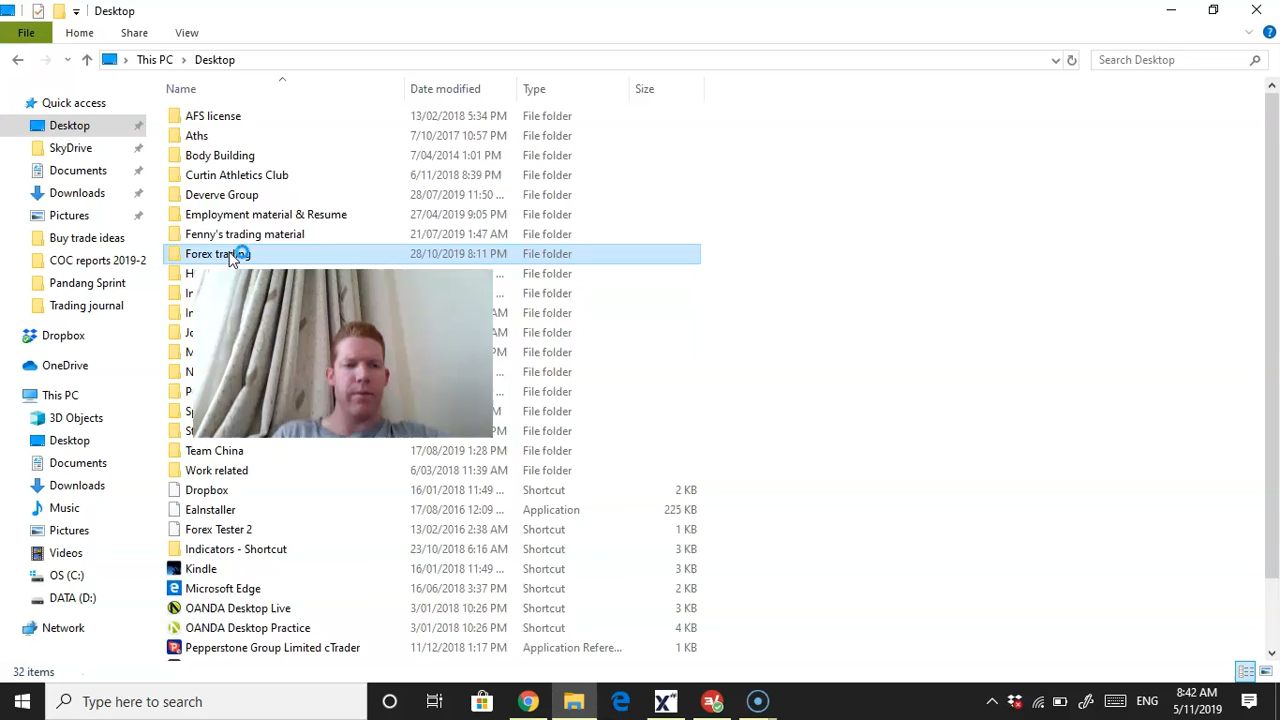 Desktop
File Home Share View
This PC Desktop Search Desktop
Name Date modified Type Size
Quick access
Desktop
SkyDrive
Documents
Downloads
Pictures
Buy trade ideas
COC reports 2019-2
Pandang Sprint
Trading journal
Dropbox
OneDrive
This PC
3D Objects
Desktop
Documents
Downloads
Music
Pictures
Videos
OS (C:)
DATA (D:)
Network
AFS license 13/02/2018 5:34 PM File folder
Aths 7/10/2017 10:57 PM File folder
Body Building 7/04/2014 1:01 PM File folder
Curtin Athletics Club 6/11/2018 8:39 PM File folder
Deverve Group 28/07/2019 11:50 ... File folder
Employment material & Resume 27/04/2019 9:05 PM File folder
Fenny's trading material 21/07/2019 1:47 AM File folder
Forex trading 28/10/2019 8:11 PM File folder
H ... File folder
In ... File folder
In AM File folder
Jo AM File folder
M PM File folder
N ... File folder
P PM File folder
Sp M File folder
St PM File folder
Team China 17/08/2019 1:28 PM File folder
Work related 6/03/2018 11:39 AM File folder
Dropbox 16/01/2018 11:49 ... Shortcut 2 KB
EaInstaller 17/08/2016 12:09 ... Application 225 KB
Forex Tester 2 13/02/2018 2:38 AM Shortcut 1 KB
Indicators - Shortcut 23/10/2018 6:16 AM Shortcut 3 KB
Kindle 16/01/2018 11:49 ... Shortcut 3 KB
Microsoft Edge 16/06/2018 3:37 PM Shortcut 2 KB
OANDA Desktop Live 3/01/2018 10:26 PM Shortcut 3 KB
OANDA Desktop Practice 3/01/2018 10:26 PM Shortcut 4 KB
Pepperstone Group Limited cTrader 11/12/2018 1:17 PM Application Refere... 1 KB
32 items
Type here to search
ENG
8:42 AM
5/11/2019